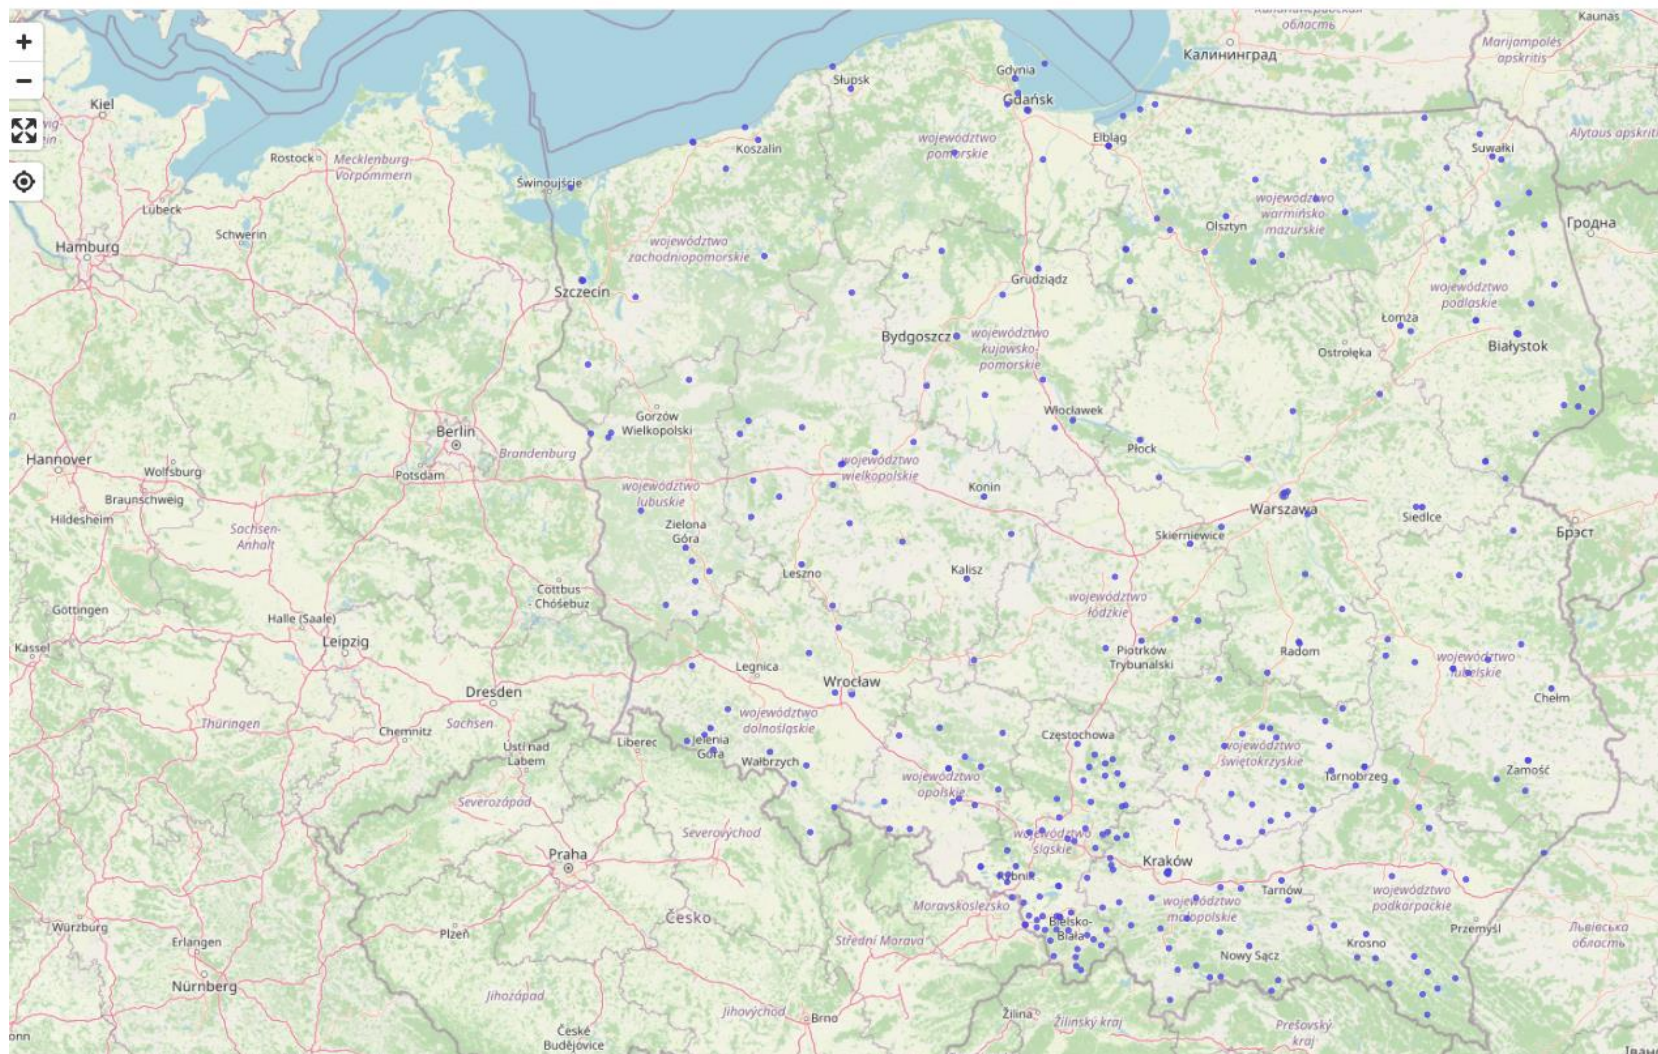 Калининградская
область
Kaunas
Marijampolės
apskritis
Калининград
+
−
Kiel
Słupsk
Gdynia
Gdańsk
Elbląg
Koszalin
województwo
pomorskie
Suwałki
Alytaus apskritis
Rostock
Mecklenburg-
Vorpommern
Świnoujście
Lübeck
Schwerin
Hamburg
województwo
zachodniopomorskie
województwo
warmińsko
mazurskie
Olsztyn
Гродна
Szczecin
Grudziądz
województwo
podlaskie
Łomża
Bydgoszcz
województwo
kujawsko-
pomorskie
Ostrołęka
Białystok
Gorzów
Wielkopolski
Włocławek
Berlin
Potsdam
Brandenburg
Hannover
Wolfsburg
Braunschweig
Hildesheim
Płock
województwo
wielkopolskie
województwo
lubuskie
Konin
Warszawa
Siedlce
Брэст
Sachsen-
Anhalt
Zielona
Góra
Skierniewice
Leszno
Kalisz
Cottbus
- Chóśebuz
województwo
łódzkie
Göttingen
Halle (Saale)
Leipzig
Kassel
Piotrków
Trybunalski
Radom
województwo
lubelskie
Legnica
Wrocław
Dresden
Chełm
Thüringen
Sachsen
Chemnitz
województwo
dolnośląskie
Ústí nad
Labem
Liberec
Jelenia
Góra
Wałbrzych
Częstochowa
województwo
świętokrzyskie
województwo
opolskie
Tarnobrzeg
Zamość
Severozápad
Severovýchod
województwo
śląskie
Praha
Kraków
Rybnik
Tarnów
województwo
podkarpackie
województwo
małopolskie
Moravskoslezsko
Česko
Bielsko-
Biała
Würzburg
Erlangen
Plzeň
Střední Morava
Krosno
Przemyśl
Львівська
область
Nowy Sącz
Nürnberg
Jihozápad
Jihovýchod
Brno
Žilina
Žilinský kraj
Prešovský
kraj
České
Budějovice